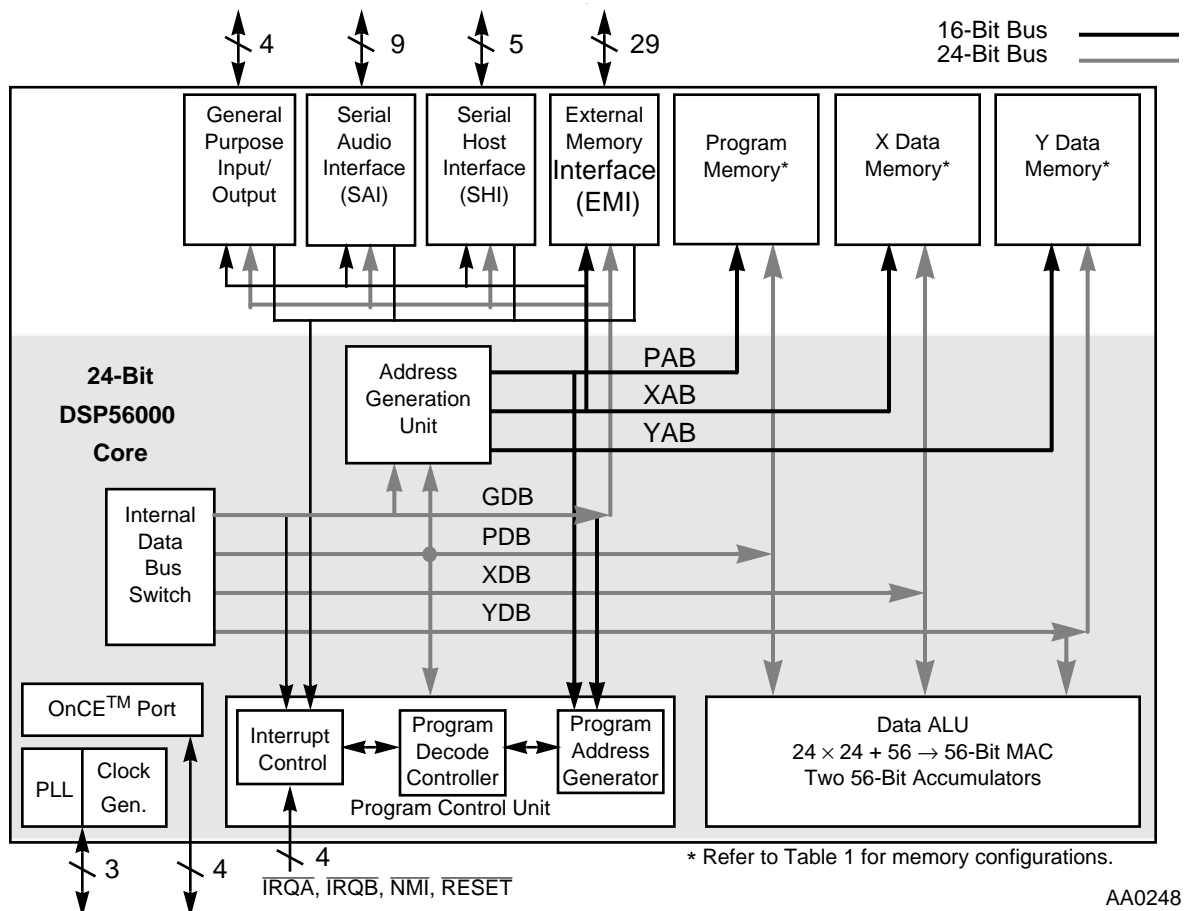 4
9
5
29
16-Bit Bus
24-Bit Bus
General
Purpose
Input/
Output
Serial
Audio
Interface
(SAI)
Serial
Host
Interface
(SHI)
External
Memory
Interface
(EMI)
Program
Memory*
X Data
Memory*
Y Data
Memory*
24-Bit
DSP56000
Core
Address
Generation
Unit
PAB
XAB
YAB
Internal
Data
Bus
Switch
GDB
PDB
XDB
YDB
OnCE™ Port
PLL
Clock
Gen.
Interrupt
Control
Program
Decode
Controller
Program
Address
Generator
Program Control Unit
Data ALU
24 × 24 + 56 → 56-Bit MAC
Two 56-Bit Accumulators
3
4
4
IRQA, IRQB, NMI, RESET
* Refer to Table 1 for memory configurations.
AA0248